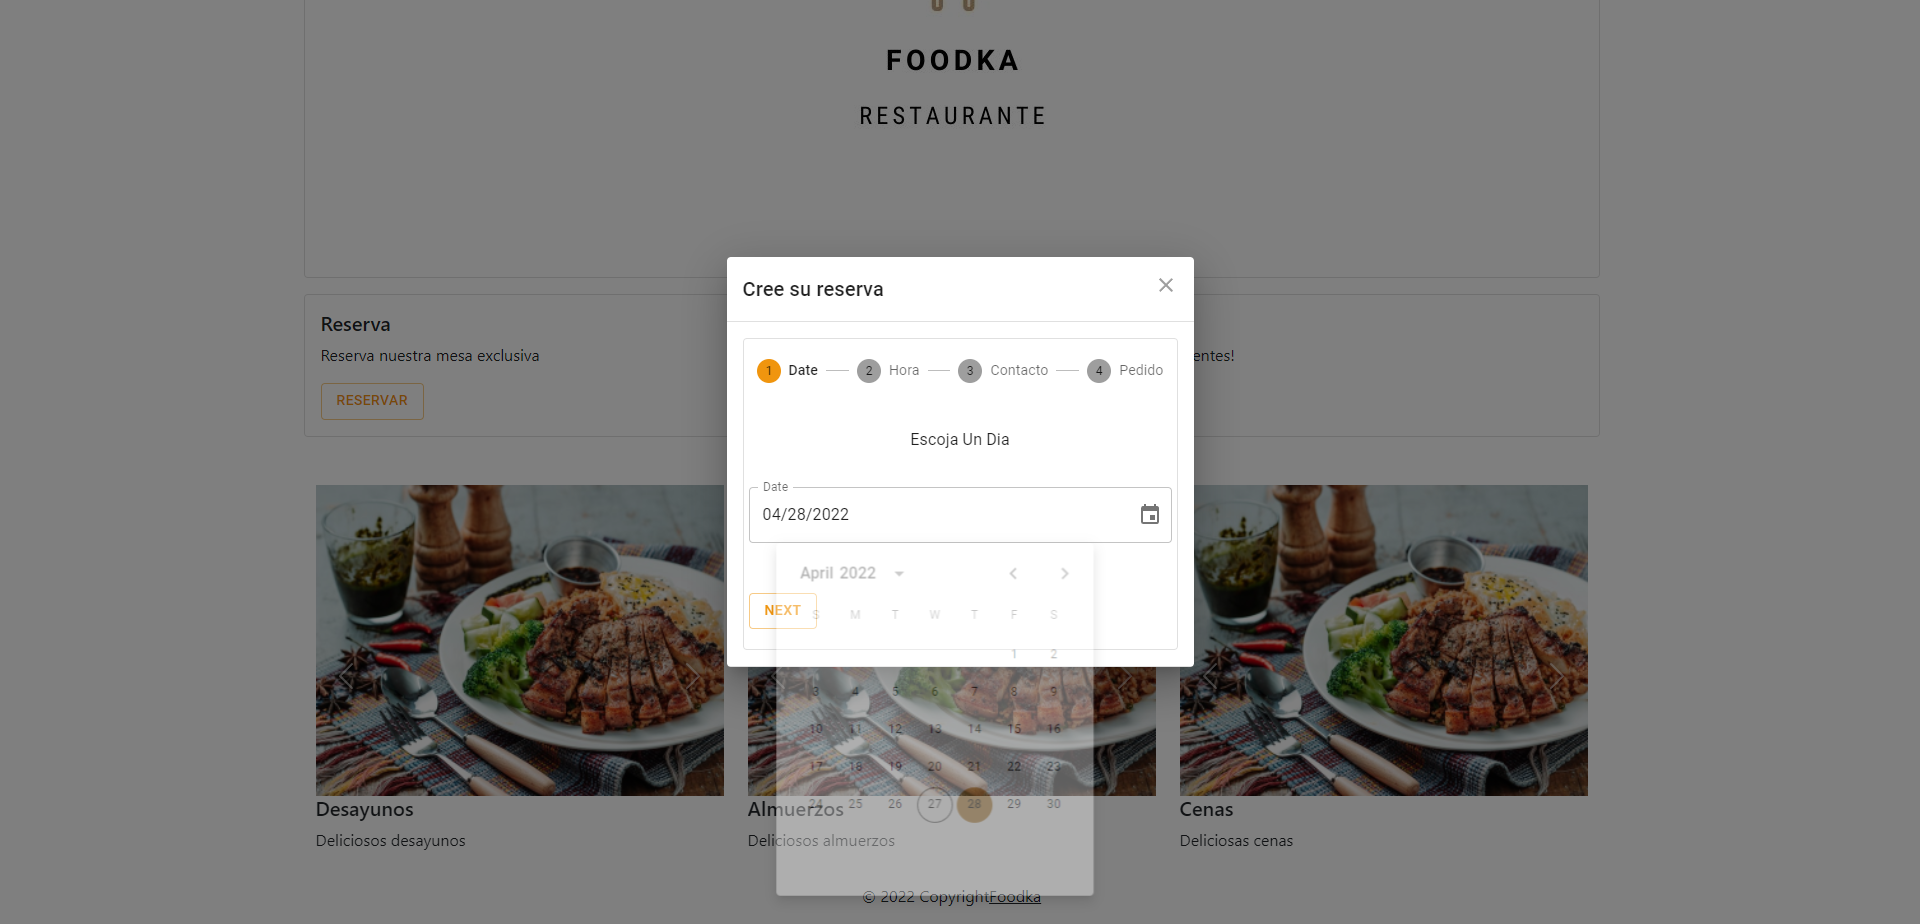 FOODKA
RESTAURANTE
Reserva
Reserva nuestra mesa exclusiva
RESERVAR
entes!
Cree su reserva
1 Date 2 Hora 3 Contacto 4 Pedido
Escoja Un Dia
Date
04/28/2022
NEXT
April 2022
S M T W T F S
1 2
3 4 5 6 7 8 9
10 11 12 13 14 15 16
17 18 19 20 21 22 23
24 25 26 27 28 29 30
Desayunos
Deliciosos desayunos
Almuerzos
Deliciosos almuerzos
Cenas
Deliciosas cenas
© 2022 CopyrightFoodka